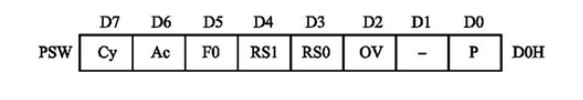 D7 D6 D5 D4 D3 D2 D1 D0
PSW Cy Ac F0 RS1 RS0 OV – P D0H